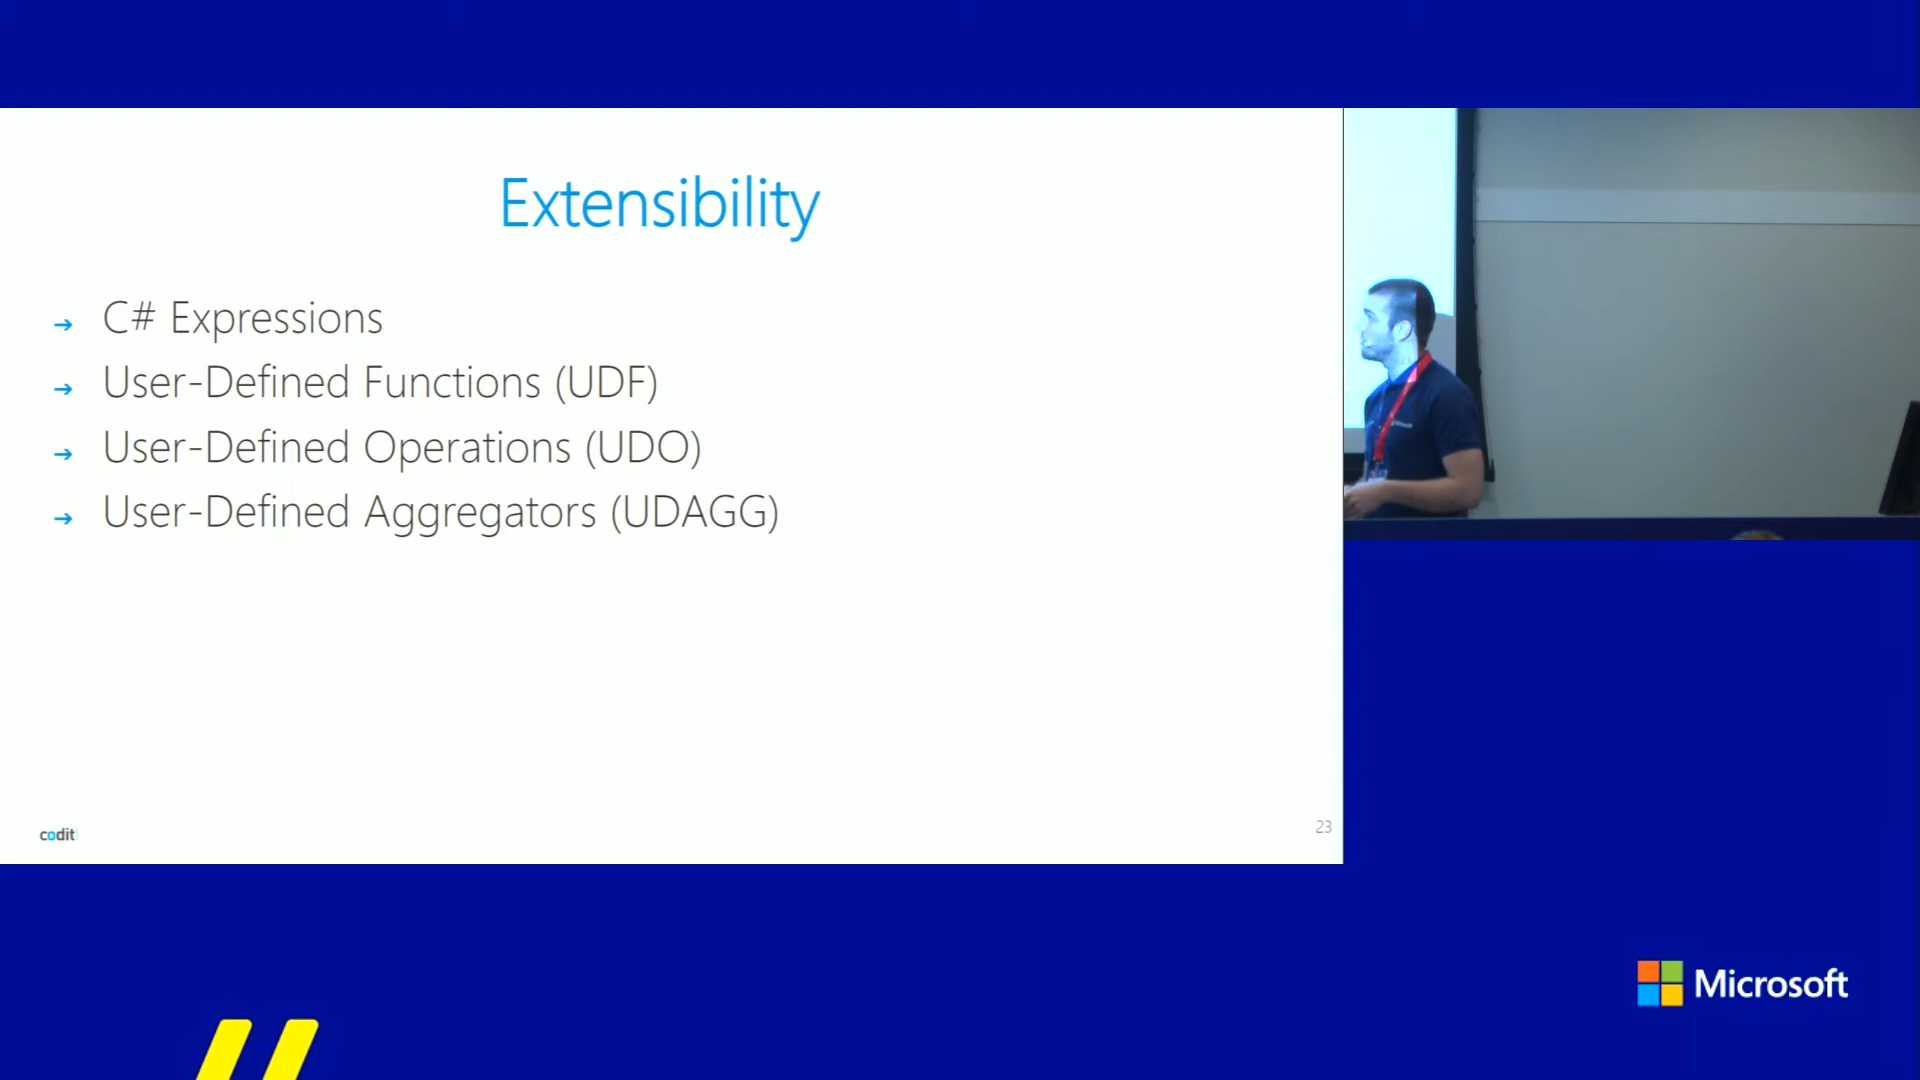 Extensibility
→ C# Expressions
→ User-Defined Functions (UDF)
→ User-Defined Operations (UDO)
→ User-Defined Aggregators (UDAGG)
codit
23
Microsoft